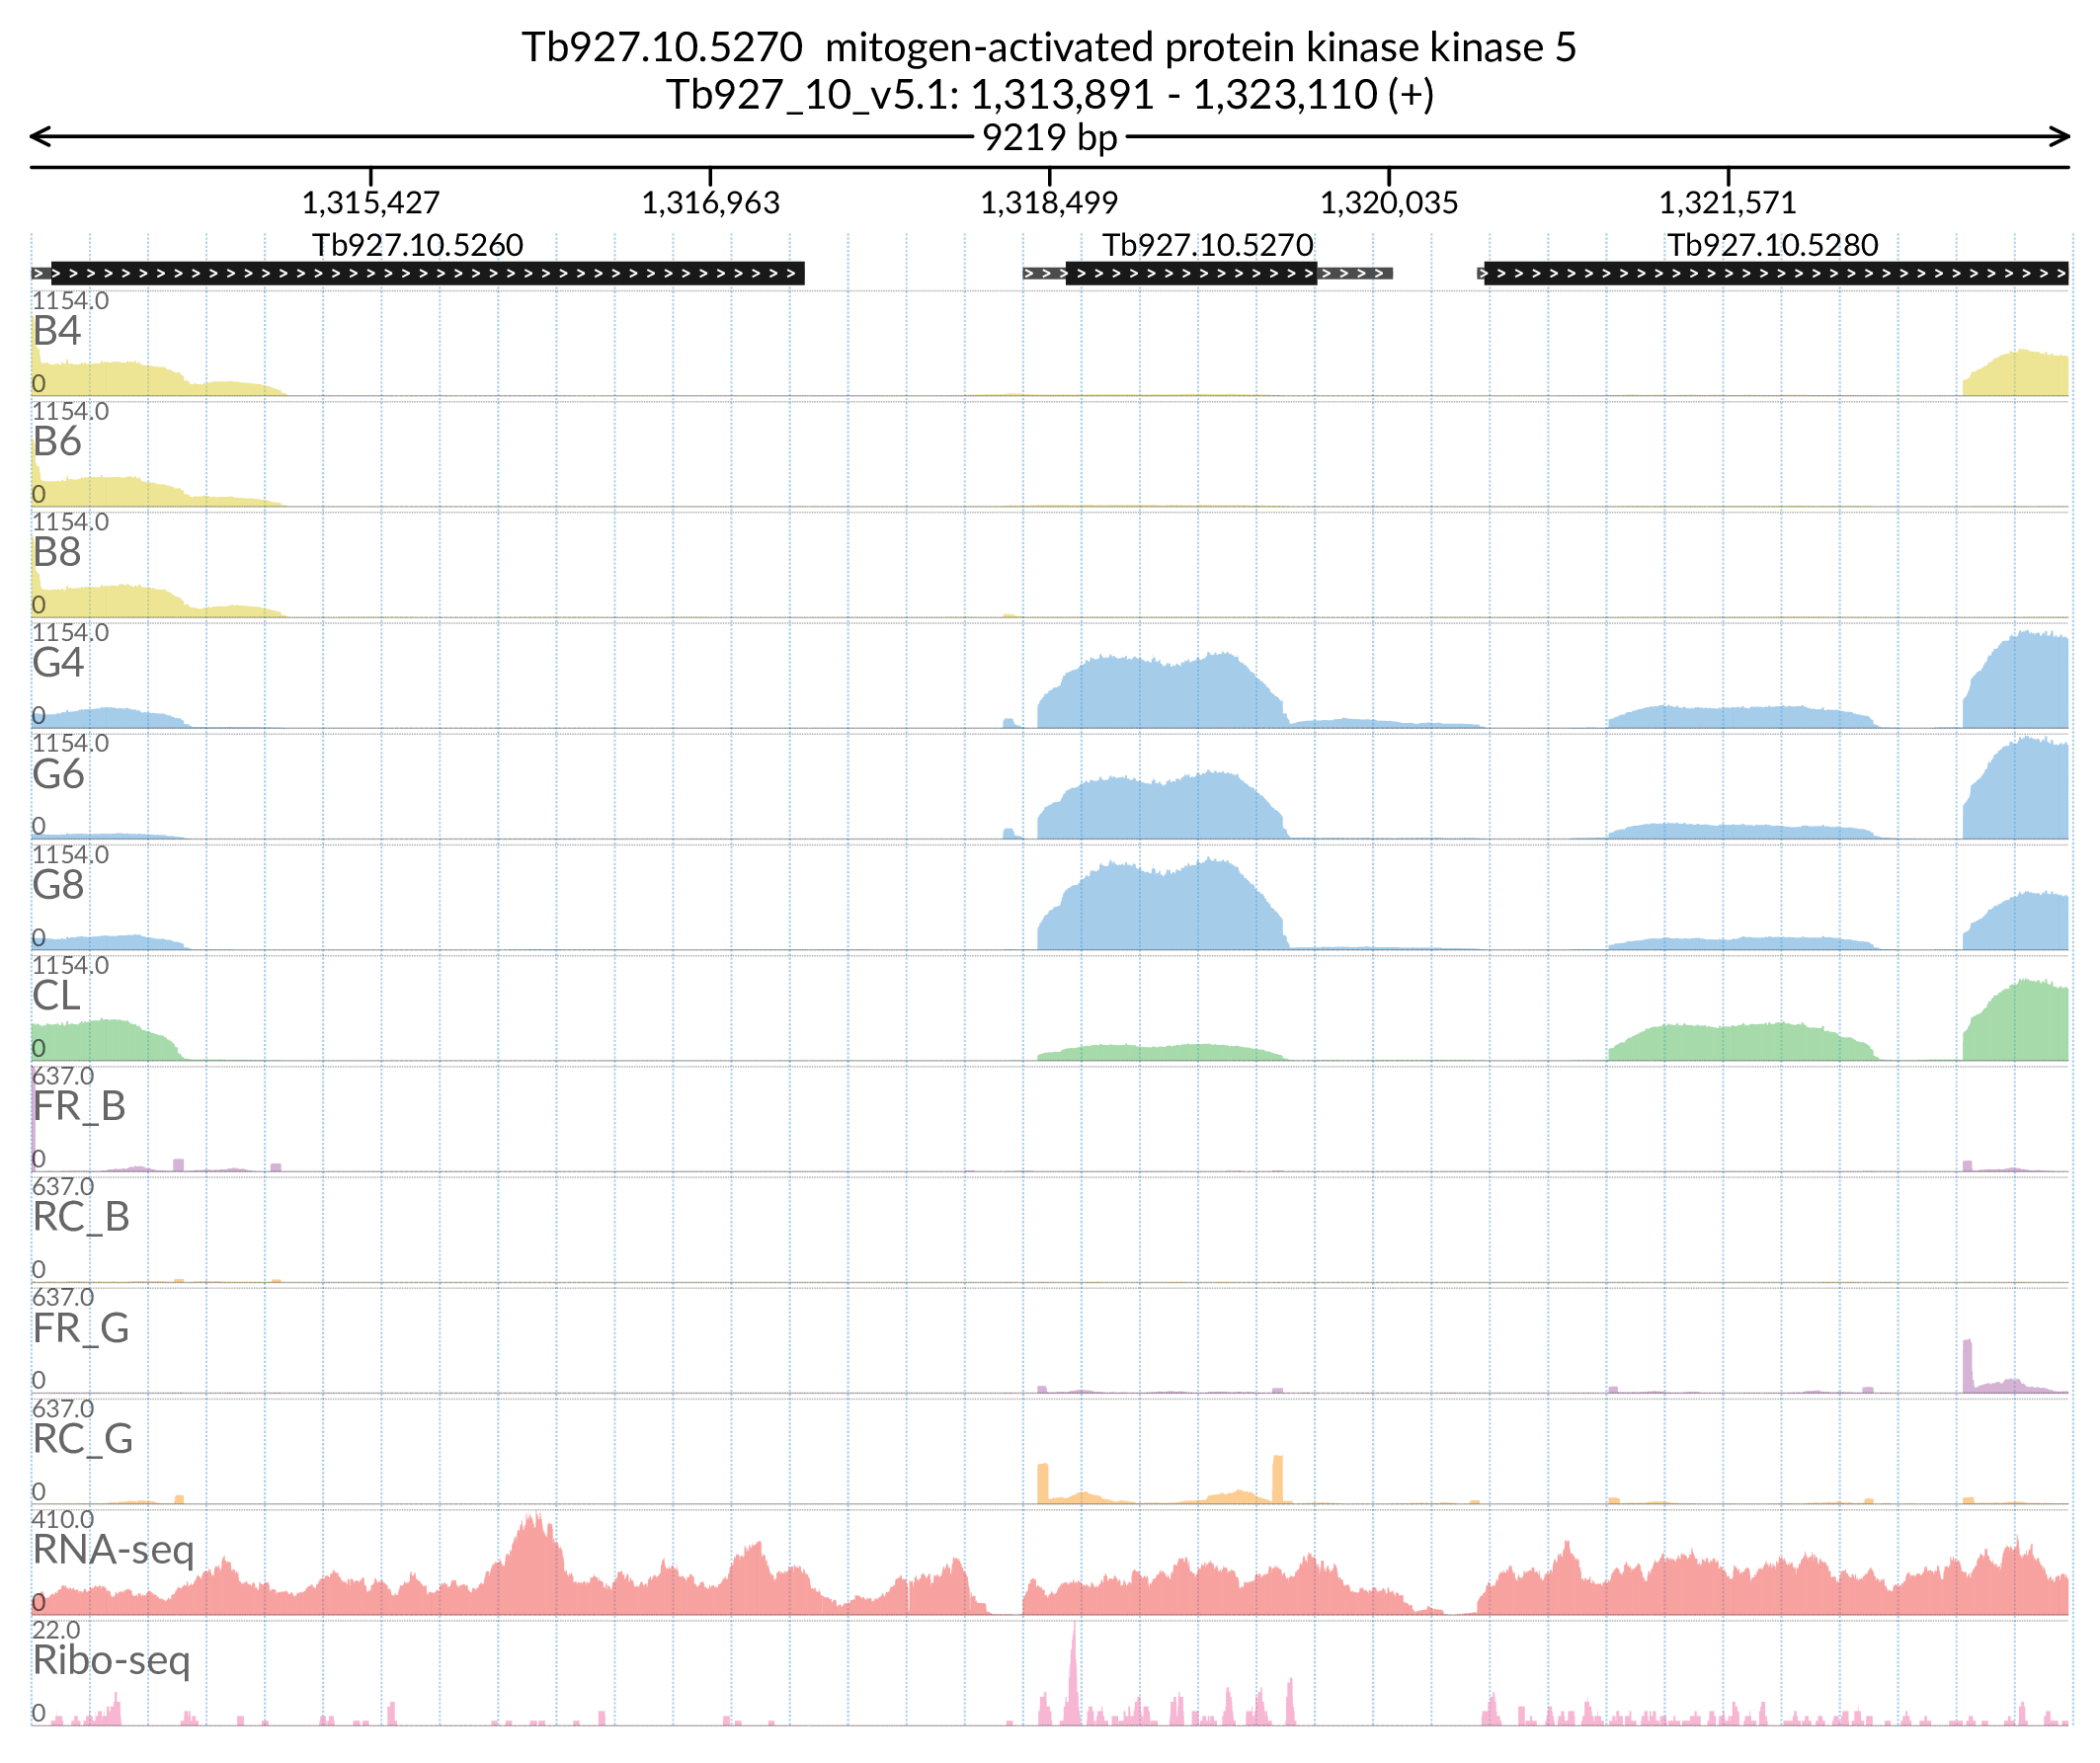 Tb927.10.5270 mitogen-activated protein kinase kinase 5
Tb927_10_v5.1: 1,313,891 - 1,323,110 (+)
9219 bp
1,315,427 1,316,963 1,318,499 1,320,035 1,321,571
Tb927.10.5260 Tb927.10.5270 Tb927.10.5280
1154.0
B4
0
1154.0
B6
0
1154.0
B8
0
1154.0
G4
0
1154.0
G6
0
1154.0
G8
0
1154.0
CL
0
637.0
FR_B
0
637.0
RC_B
0
637.0
FR_G
0
637.0
RC_G
0
410.0
RNA-seq
0
22.0
Ribo-seq
0